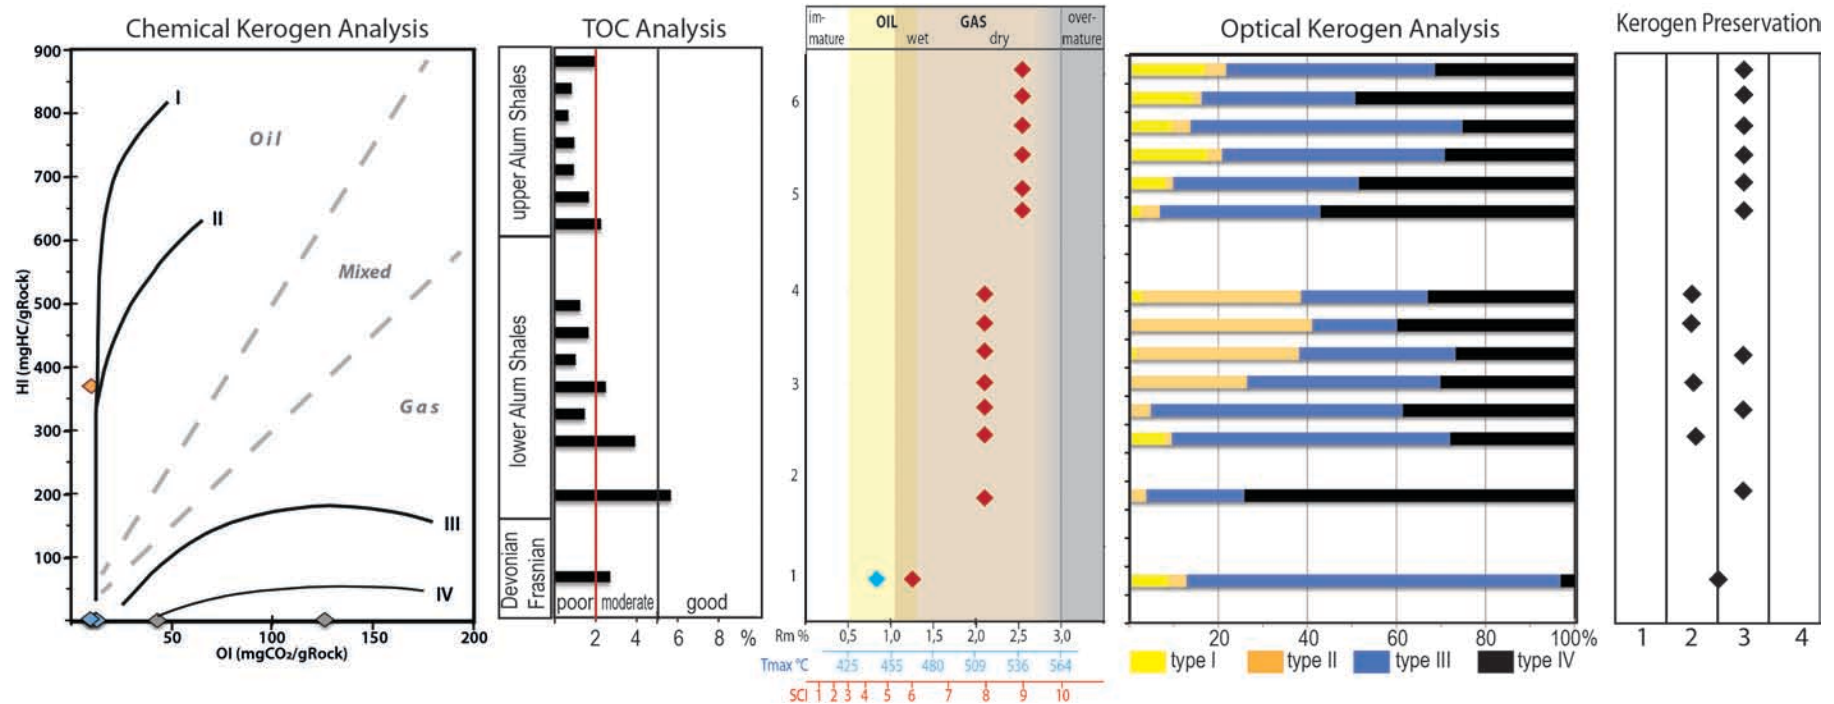 Chemical Kerogen Analysis
900
800
700
600
500
400
300
200
100
HI (mgHC/gRock)
I
II
III
IV
Oil
Mixed
Gas
50
100
150
200
OI (mgCO₂/gRock)
TOC Analysis
upper Alum Shales
lower Alum Shales
Devonian
Frasnian
poor
moderate
good
2
4
6
8
%
im-
mature
OIL
GAS
wet
dry
over-
mature
6
5
4
3
2
1
Rm %
0,5
1,0
1,5
2,0
2,5
3,0
Tmax °C
425
455
480
509
536
564
SCI
1
2
3
4
5
6
7
8
9
10
Optical Kerogen Analysis
20
40
60
80
100%
type I
type II
type III
type IV
Kerogen Preservation
1
2
3
4